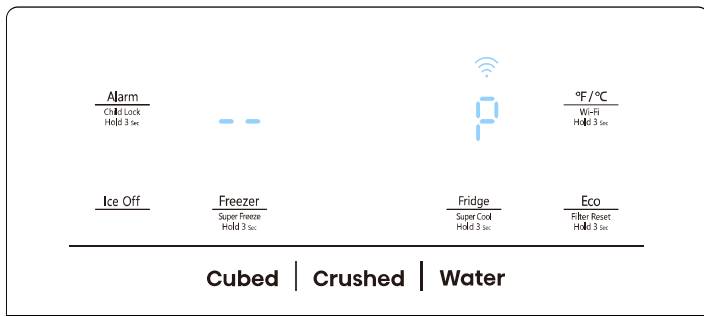 Alarm
Child Lock
Hold 3 Sec
--
P
°F/°C
Wi-Fi
Hold 3 Sec
Ice Off
Freezer
Super Freeze
Hold 3 Sec
Fridge
Super Cool
Hold 3 Sec
Eco
Filter Reset
Hold 3 Sec
Cubed | Crushed | Water